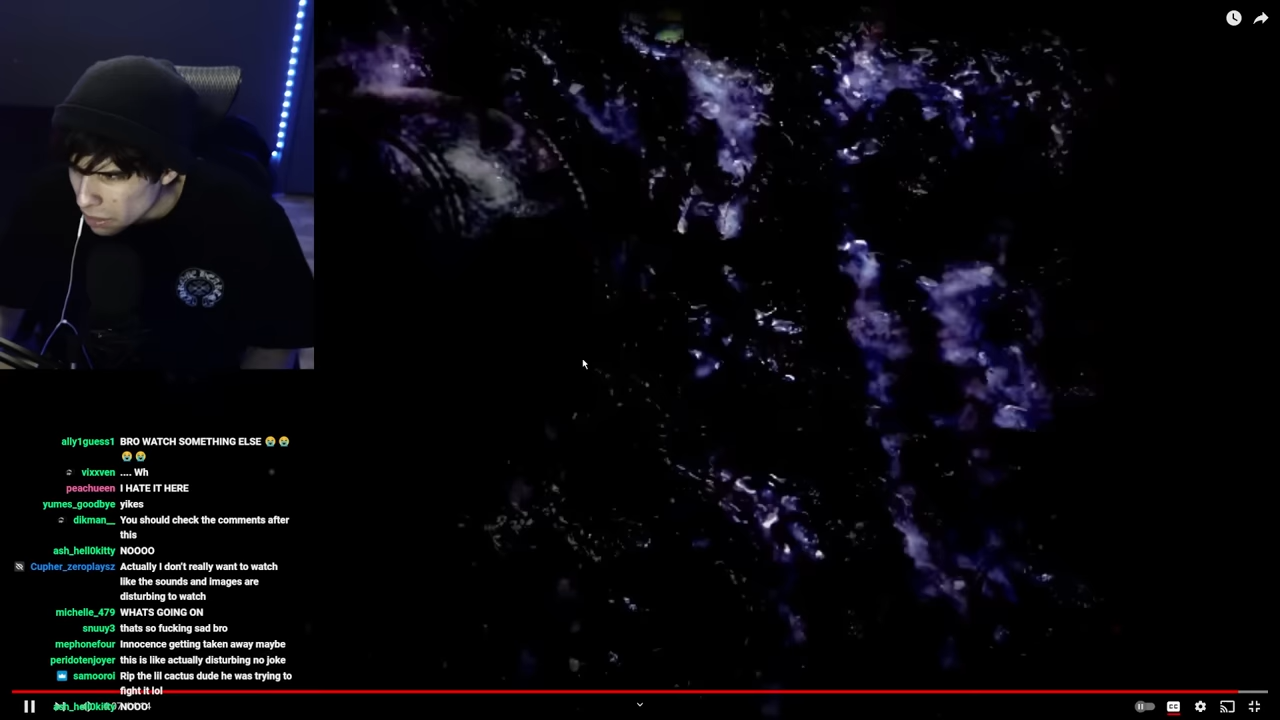 ally1guess1 BRO WATCH SOMETHING ELSE 😭 😭
😭 😭
vixxven .... Wh
peachueen I HATE IT HERE
yumes_goodbye yikes
dikman__ You should check the comments after
this
ash_hell0kitty NOOOO
Cupher_zeroplaysz Actually I don't really want to watch
like the sounds and images are
disturbing to watch
michelle_479 WHATS GOING ON
snuuy3 thats so fucking sad bro
mephonefour Innocence getting taken away maybe
peridotenjoyer this is like actually disturbing no joke
samooroi Rip the lil cactus dude he was trying to
fight it lol
ash_hell0kitty NOOO
CC